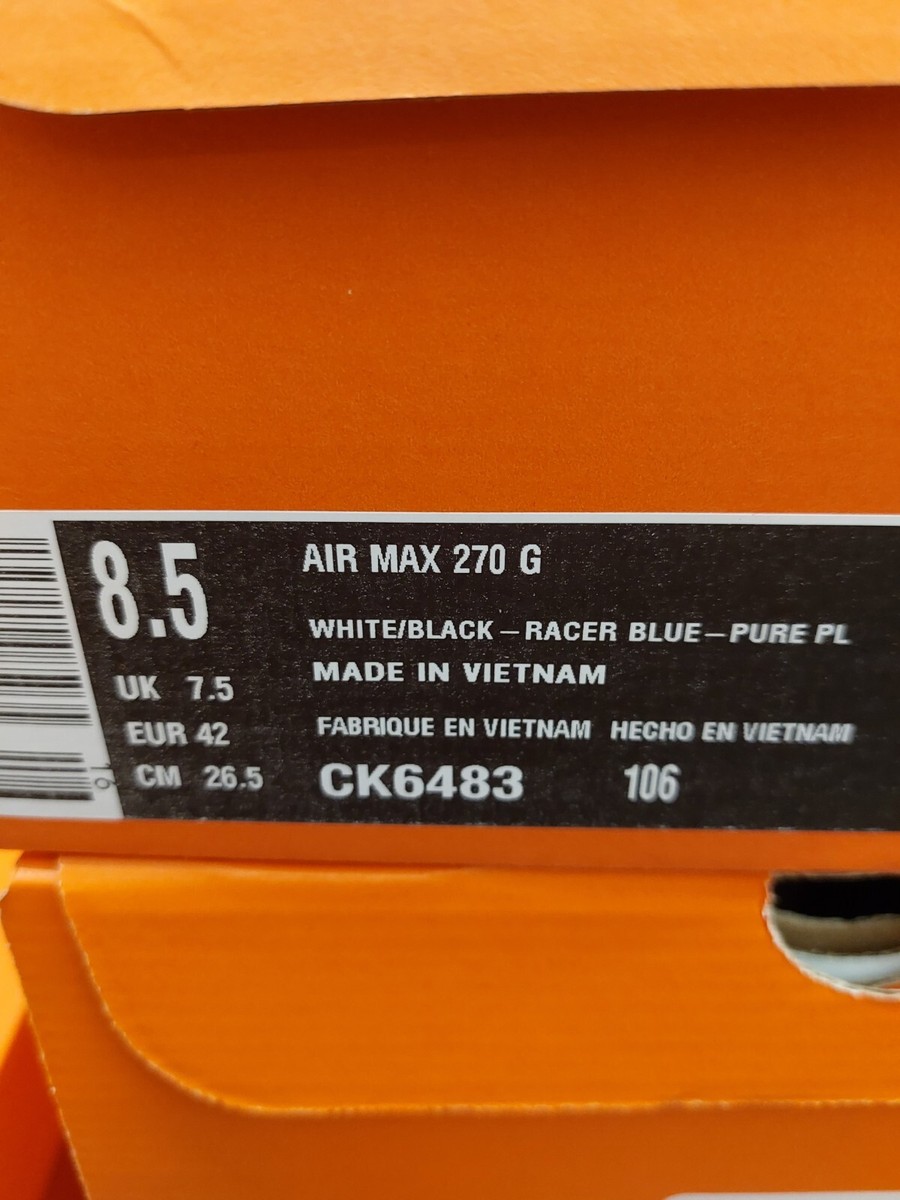 8.5
AIR MAX 270 G
WHITE/BLACK – RACER BLUE – PURE PL
UK 7.5
MADE IN VIETNAM
EUR 42
FABRIQUE EN VIETNAM HECHO EN VIETNAM
CM 26.5
CK6483 106